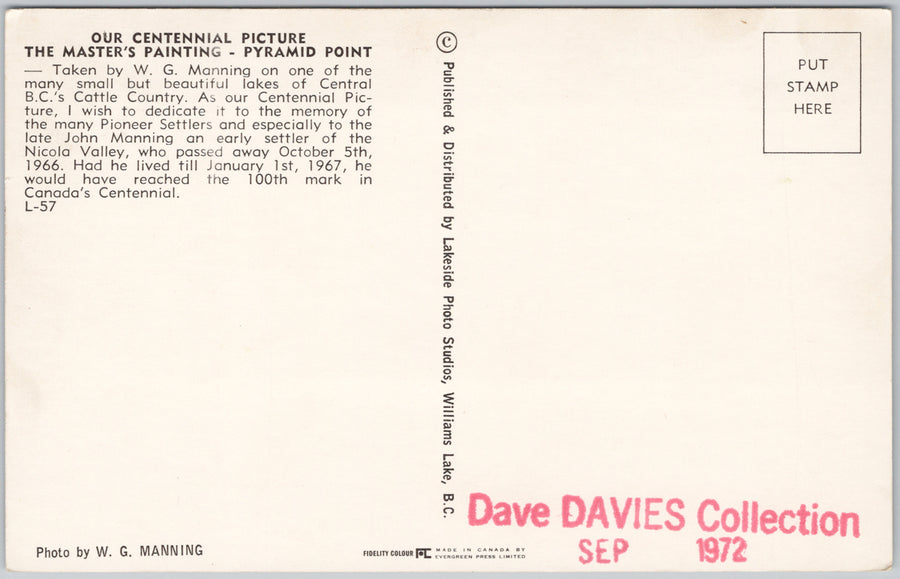 OUR CENTENNIAL PICTURE
THE MASTER'S PAINTING - PYRAMID POINT
— Taken by W. G. Manning on one of the
many small but beautiful lakes of Central
B.C.'s Cattle Country. As our Centennial Pic-
ture, I wish to dedicate it to the memory of
the many Pioneer Settlers and especially to the
late John Manning an early settler of the
Nicola Valley, who passed away October 5th,
1966. Had he lived till January 1st, 1967, he
would have reached the 100th mark in
Canada's Centennial.
L-57
Photo by W. G. MANNING
© Published & Distributed by Lakeside Photo Studios, Williams Lake, B.C.
FIDELITY COLOUR
MADE IN CANADA BY
EVERGREEN PRESS LIMITED
PUT
STAMP
HERE
Dave DAVIES Collection
SEP 1972